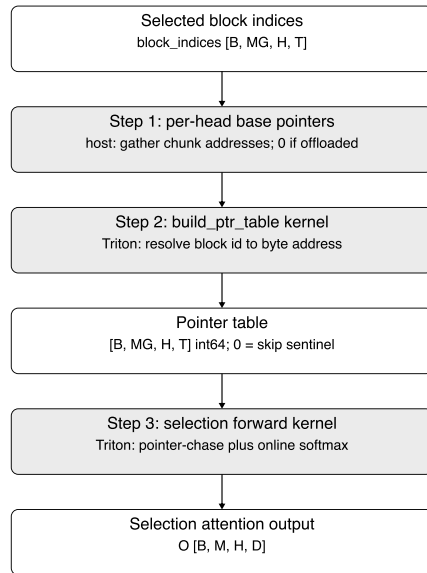 Selected block indices
block_indices [B, MG, H, T]
Step 1: per-head base pointers
host: gather chunk addresses; 0 if offloaded
Step 2: build_ptr_table kernel
Triton: resolve block id to byte address
Pointer table
[B, MG, H, T] int64; 0 = skip sentinel
Step 3: selection forward kernel
Triton: pointer-chase plus online softmax
Selection attention output
O [B, M, H, D]